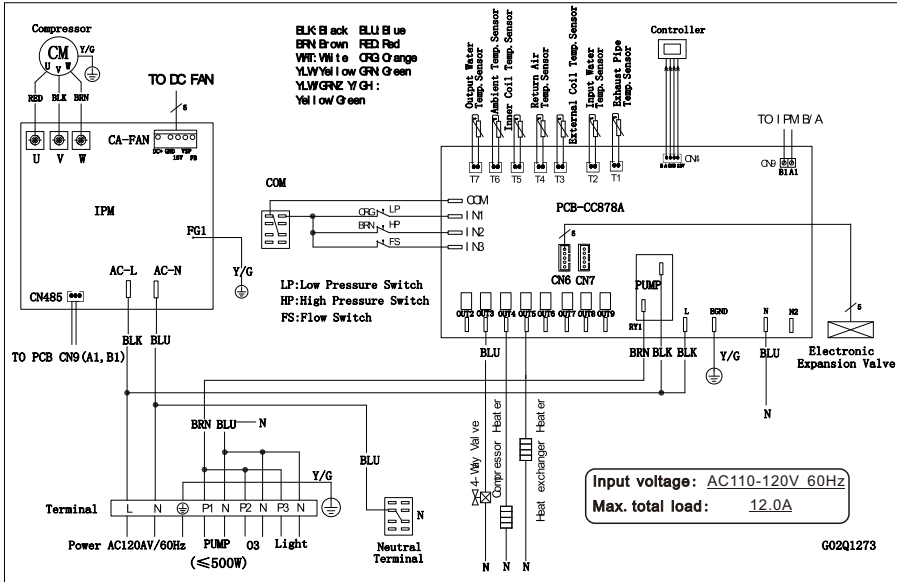 Compressor
CM
U V W
Y/G
RED BLK BRN
U V W
TO DC FAN
6
CA-FAN
DC+ GND VSP
15V FG
IPM
FG1
Y/G
AC-L AC-N
CN485
BLK BLU
TO PCB CN9(A1,B1)
BLK: Black BLU: Blue
BRN: Brown RED: Red
WHT: White ORG: Orange
YLW: Yellow GRN: Green
YLW/GRNZ Y/GH:
Yellow/Green
COM
ORG LP
BRN HP
FS
LP:Low Pressure Switch
HP:High Pressure Switch
FS:Flow Switch
Output Water
Temp. Sensor
Ambient Temp. Sensor
Inner Coil Temp. Sensor
Return Air
Temp. Sensor
External Coil Temp. Sensor
Input Water
Temp. Sensor
Exhaust Pipe
Temp. Sensor
T7 T6 T5 T4 T3 T2 T1
Controller
CN4
B A GND 12V
TO IPM B/A
CN9
B1 A1
COM
IN1
IN2
IN3
PCB-CC878A
5
CN6 CN7
PUMP
RY1
OUT2 OUT3 OUT4 OUT5 OUT6 OUT7 OUT8 OUT9
L EGND N N2
BLU
BRN BLK BLK
Y/G
BLU
N
5
Electronic
Expansion Valve
4-Way Valve
Compressor Heater
Heat exchanger Heater
N N N
BRN BLU N
Y/G
BLU
N
Neutral
Terminal
Terminal
L N P1 N P2 N P3 N
Power AC120AV/60Hz PUMP O3 Light
(≤500W)
Input voltage: AC110-120V 60Hz
Max. total load: 12.0A
G02Q1273